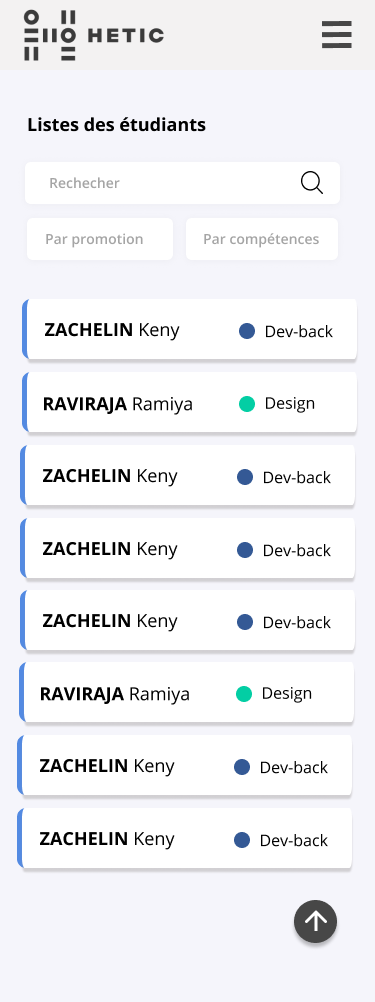 HETIC
Listes des étudiants
Rechecher
Par promotion Par compétences
ZACHELIN Keny Dev-back
RAVIRAJA Ramiya Design
ZACHELIN Keny Dev-back
ZACHELIN Keny Dev-back
ZACHELIN Keny Dev-back
RAVIRAJA Ramiya Design
ZACHELIN Keny Dev-back
ZACHELIN Keny Dev-back